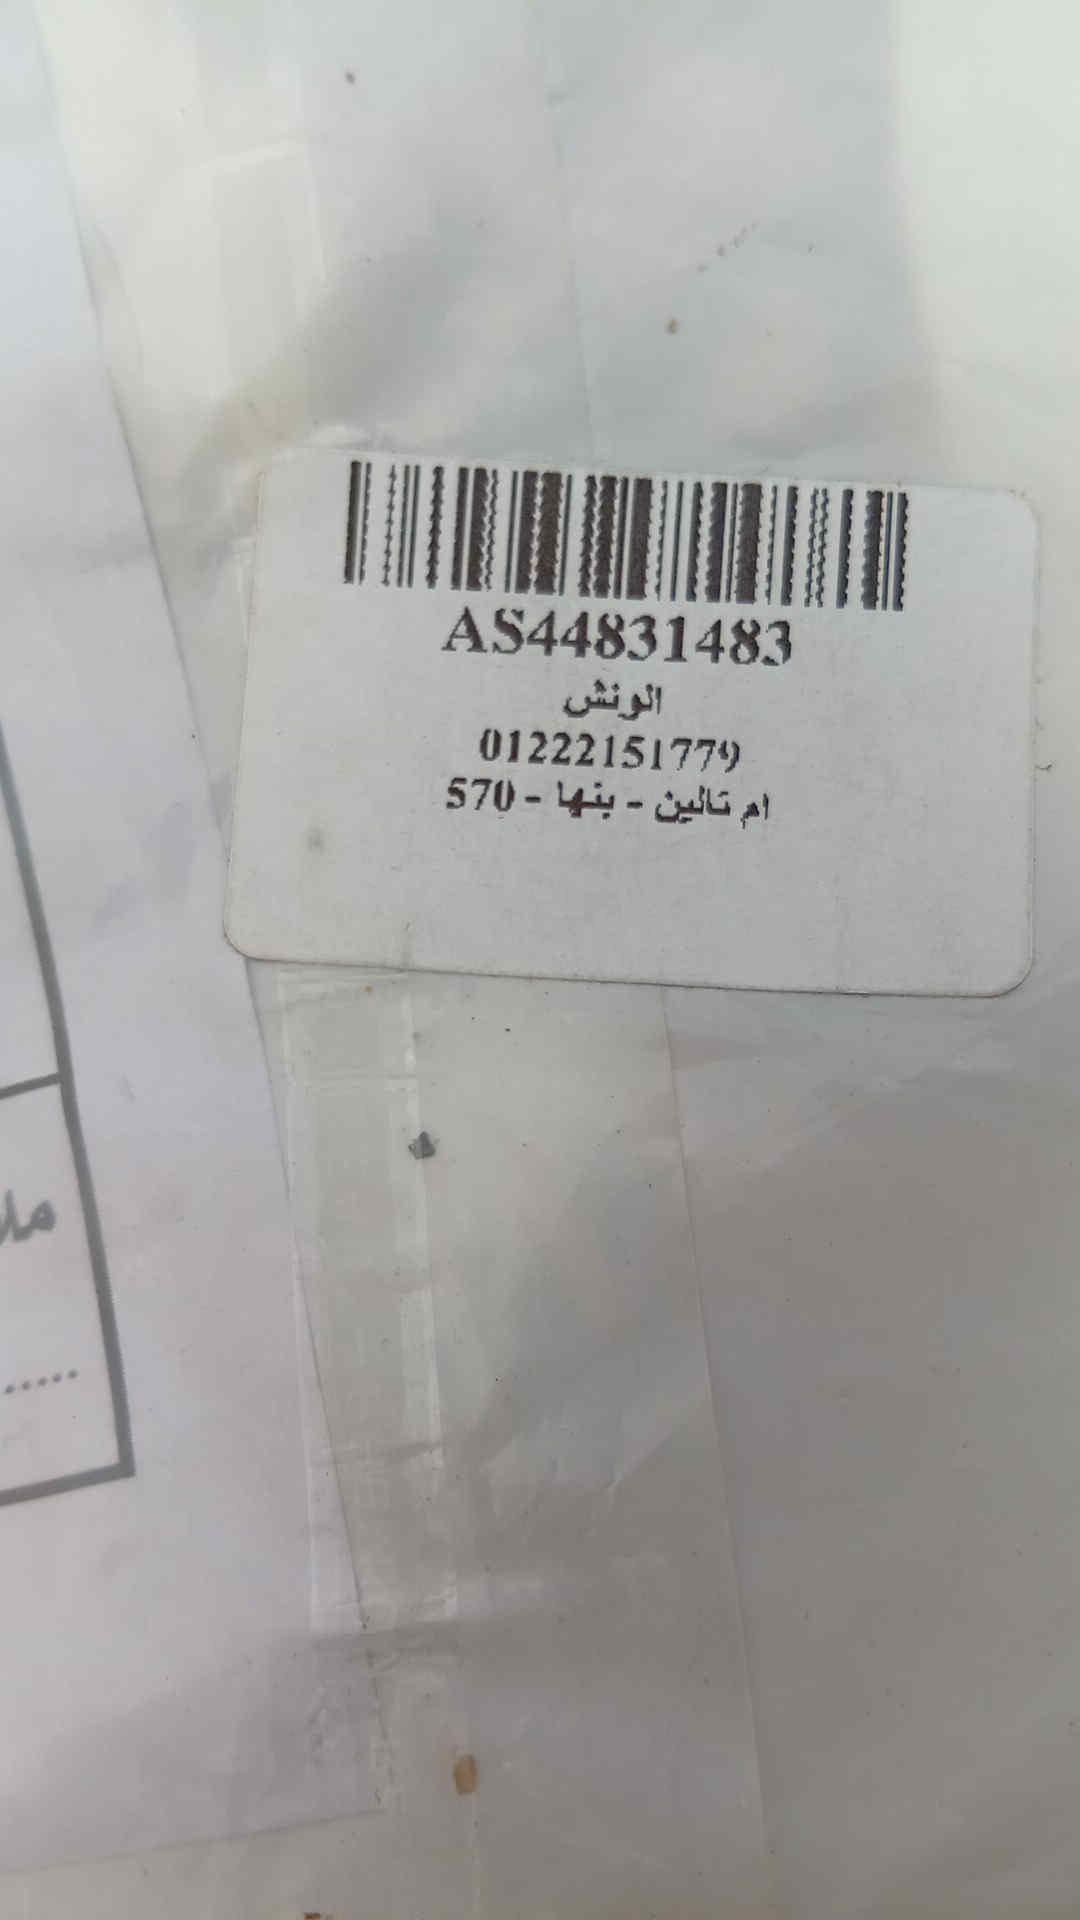 AS44831483
الونش
01222151779
ام تالين - بنها - 570